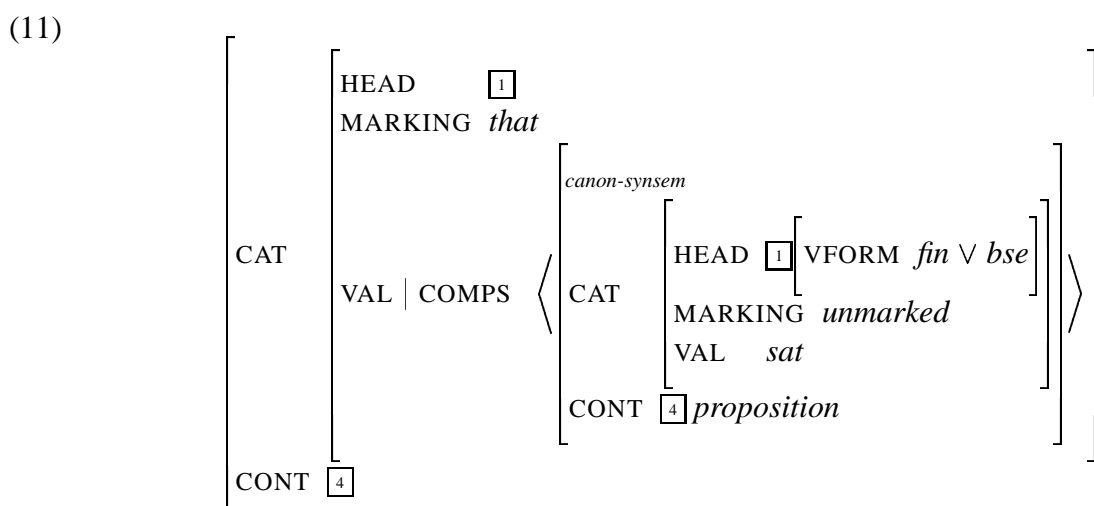 (11)
HEAD 1
MARKING that
canon-synsem
CAT
HEAD 1 VFORM fin ∨ bse
VAL | COMPS
CAT
MARKING unmarked
VAL sat
CONT 4 proposition
CONT 4